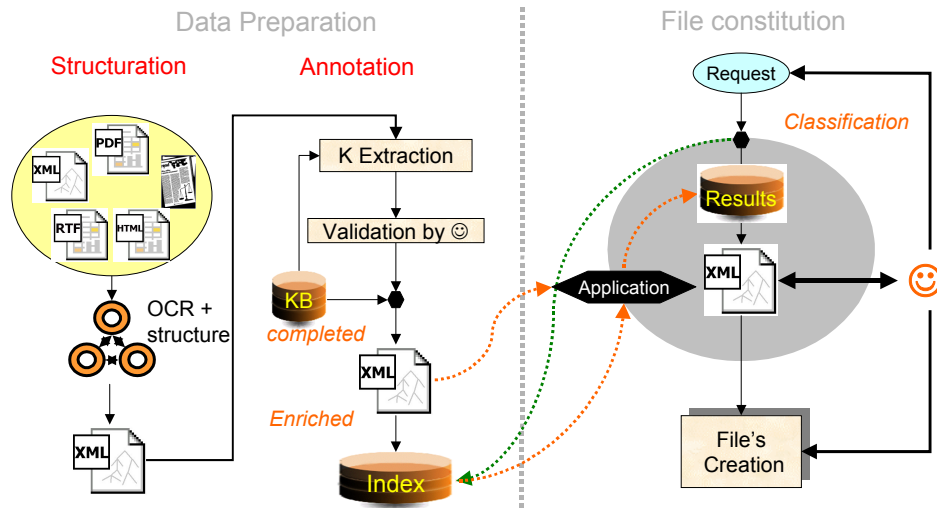 Data Preparation
File constitution
Structuration
Annotation
Request
Classification
PDF
XML
RTF
HTML
K Extraction
Validation by ☺
Results
KB
completed
OCR +
structure
Application
XML
XML
Enriched
XML
Index
File's
Creation